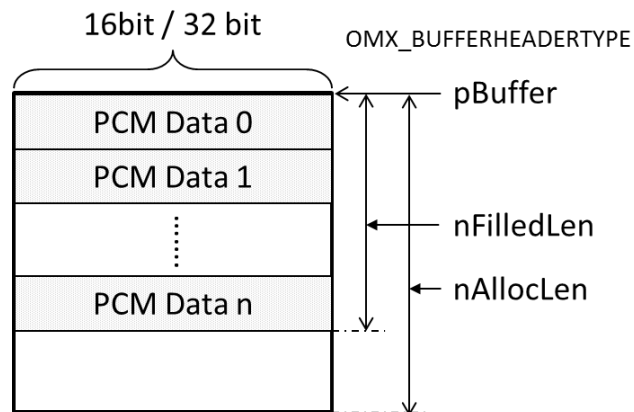 16bit / 32 bit
OMX_BUFFERHEADERTYPE
pBuffer
PCM Data 0
PCM Data 1
nFilledLen
nAllocLen
PCM Data n